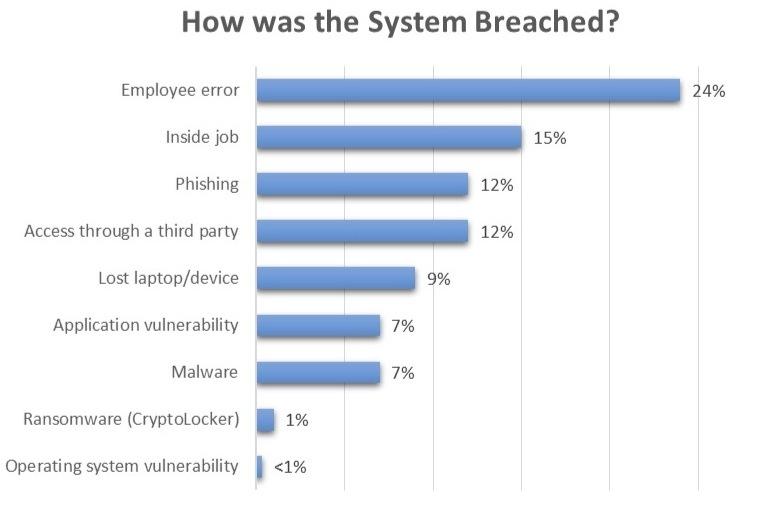 How was the System Breached?
Employee error 24%
Inside job 15%
Phishing 12%
Access through a third party 12%
Lost laptop/device 9%
Application vulnerability 7%
Malware 7%
Ransomware (CryptoLocker) 1%
Operating system vulnerability <1%